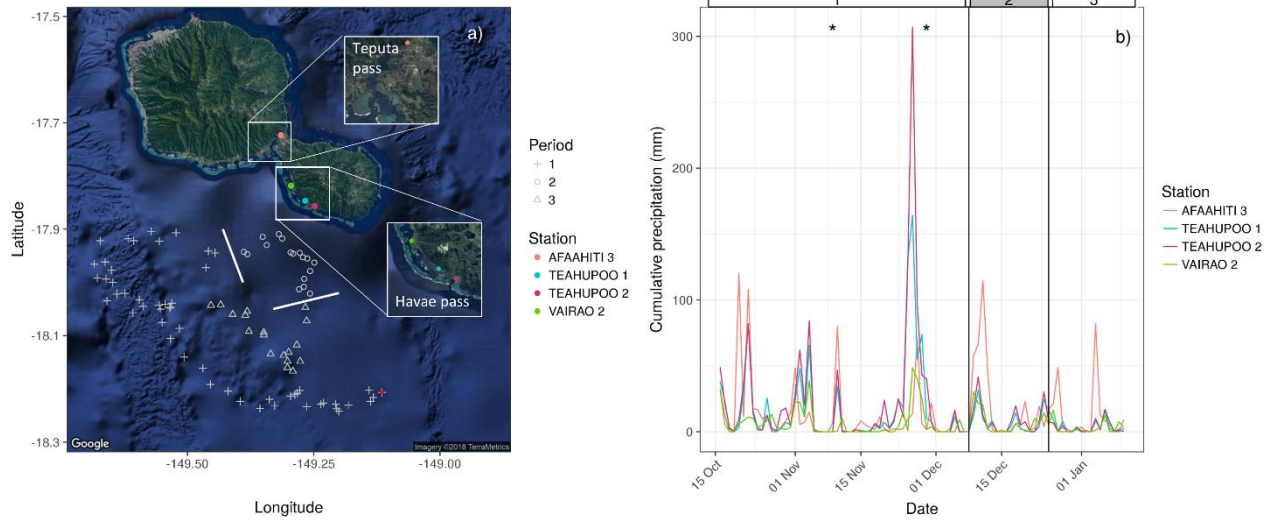 a)
Teputa
pass
Havae pass
-17.5
-17.7
-17.9
-18.1
-18.3
Latitude
-149.50
-149.25
-149.00
Longitude
Google
Imagery ©2018 TerraMetrics
Period
1
2
3
Station
AFAAHITI 3
TEAHUPOO 1
TEAHUPOO 2
VAIRAO 2
2
3
b)
* *
300
200
100
0
Cumulative precipitation (mm)
15 Oct
01 Nov
15 Nov
01 Dec
15 Dec
01 Jan
Date
Station
AFAAHITI 3
TEAHUPOO 1
TEAHUPOO 2
VAIRAO 2